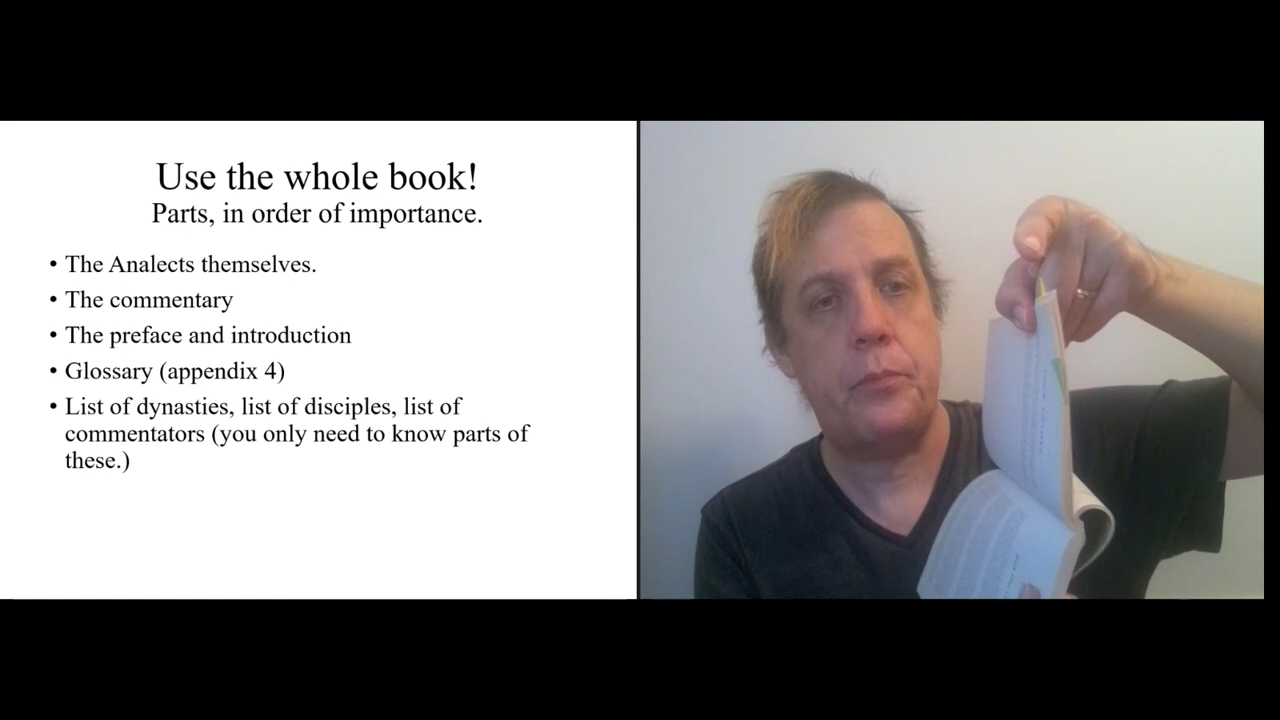 Use the whole book!
Parts, in order of importance.
• The Analects themselves.
• The commentary
• The preface and introduction
• Glossary (appendix 4)
• List of dynasties, list of disciples, list of
commentators (you only need to know parts of
these.)